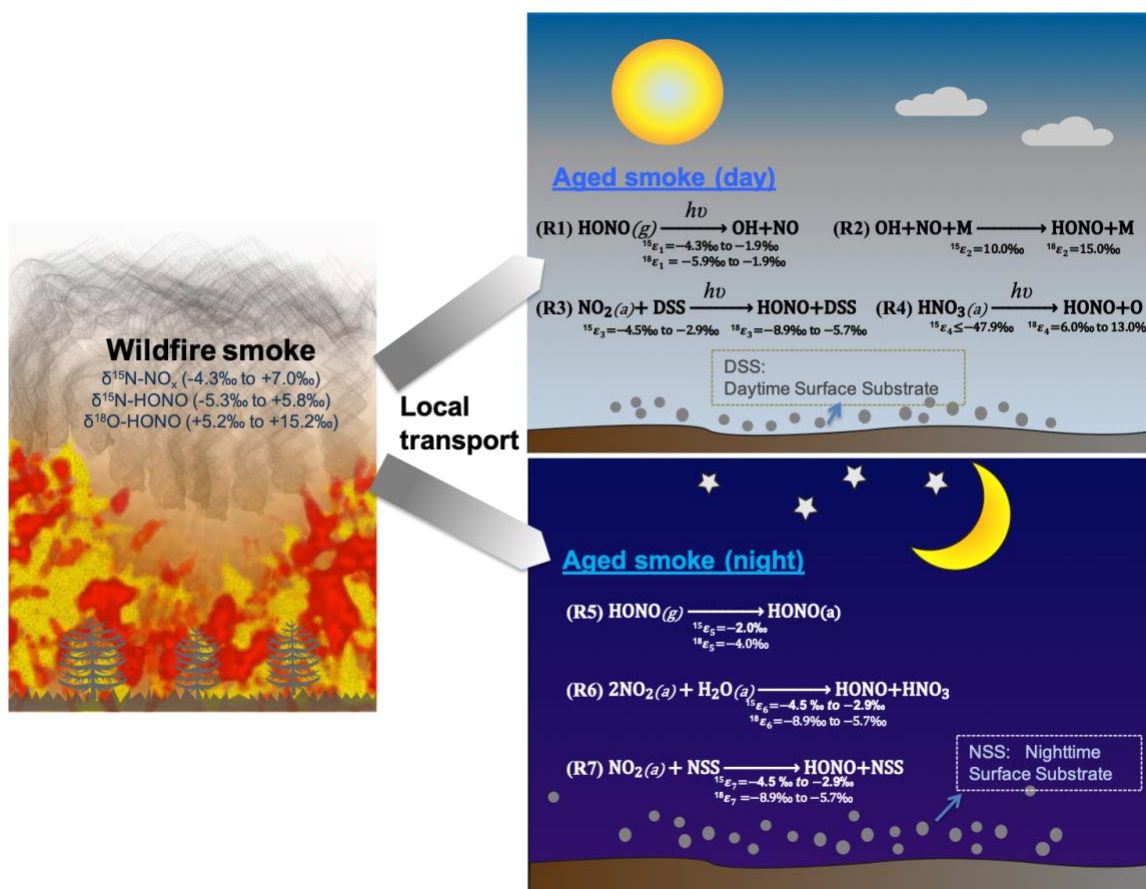 Wildfire smoke
δ¹⁵N-NOₓ (-4.3‰ to +7.0‰)
δ¹⁵N-HONO (-5.3‰ to +5.8‰)
δ¹⁸O-HONO (+5.2‰ to +15.2‰)
Local
transport
Aged smoke (day)
hυ
(R1) HONO(g) ⟶ OH+NO
¹⁵ε₁=−4.3‰ to −1.9‰
¹⁸ε₁ = −5.9‰ to −1.9‰
(R2) OH+NO+M ⟶ HONO+M
¹⁵ε₂=10.0‰ ¹⁸ε₂=15.0‰
hυ
(R3) NO₂(a)+ DSS ⟶ HONO+DSS
¹⁵ε₃=−4.5‰ to −2.9‰ ¹⁸ε₃=−8.9‰ to −5.7‰
hυ
(R4) HNO₃(a) ⟶ HONO+O
¹⁵ε₄≤−47.9‰ ¹⁸ε₄=6.0‰ to 13.0‰
DSS:
Daytime Surface Substrate
Aged smoke (night)
(R5) HONO(g) ⟶ HONO(a)
¹⁵ε₅=−2.0‰
¹⁸ε₅=−4.0‰
(R6) 2NO₂(a) + H₂O(a) ⟶ HONO+HNO₃
¹⁵ε₆=−4.5 ‰ to −2.9‰
¹⁸ε₆=−8.9‰ to −5.7‰
(R7) NO₂(a) + NSS ⟶ HONO+NSS
¹⁵ε₇=−4.5 ‰ to −2.9‰
¹⁸ε₇ =−8.9‰ to −5.7‰
NSS: Nighttime
Surface Substrate